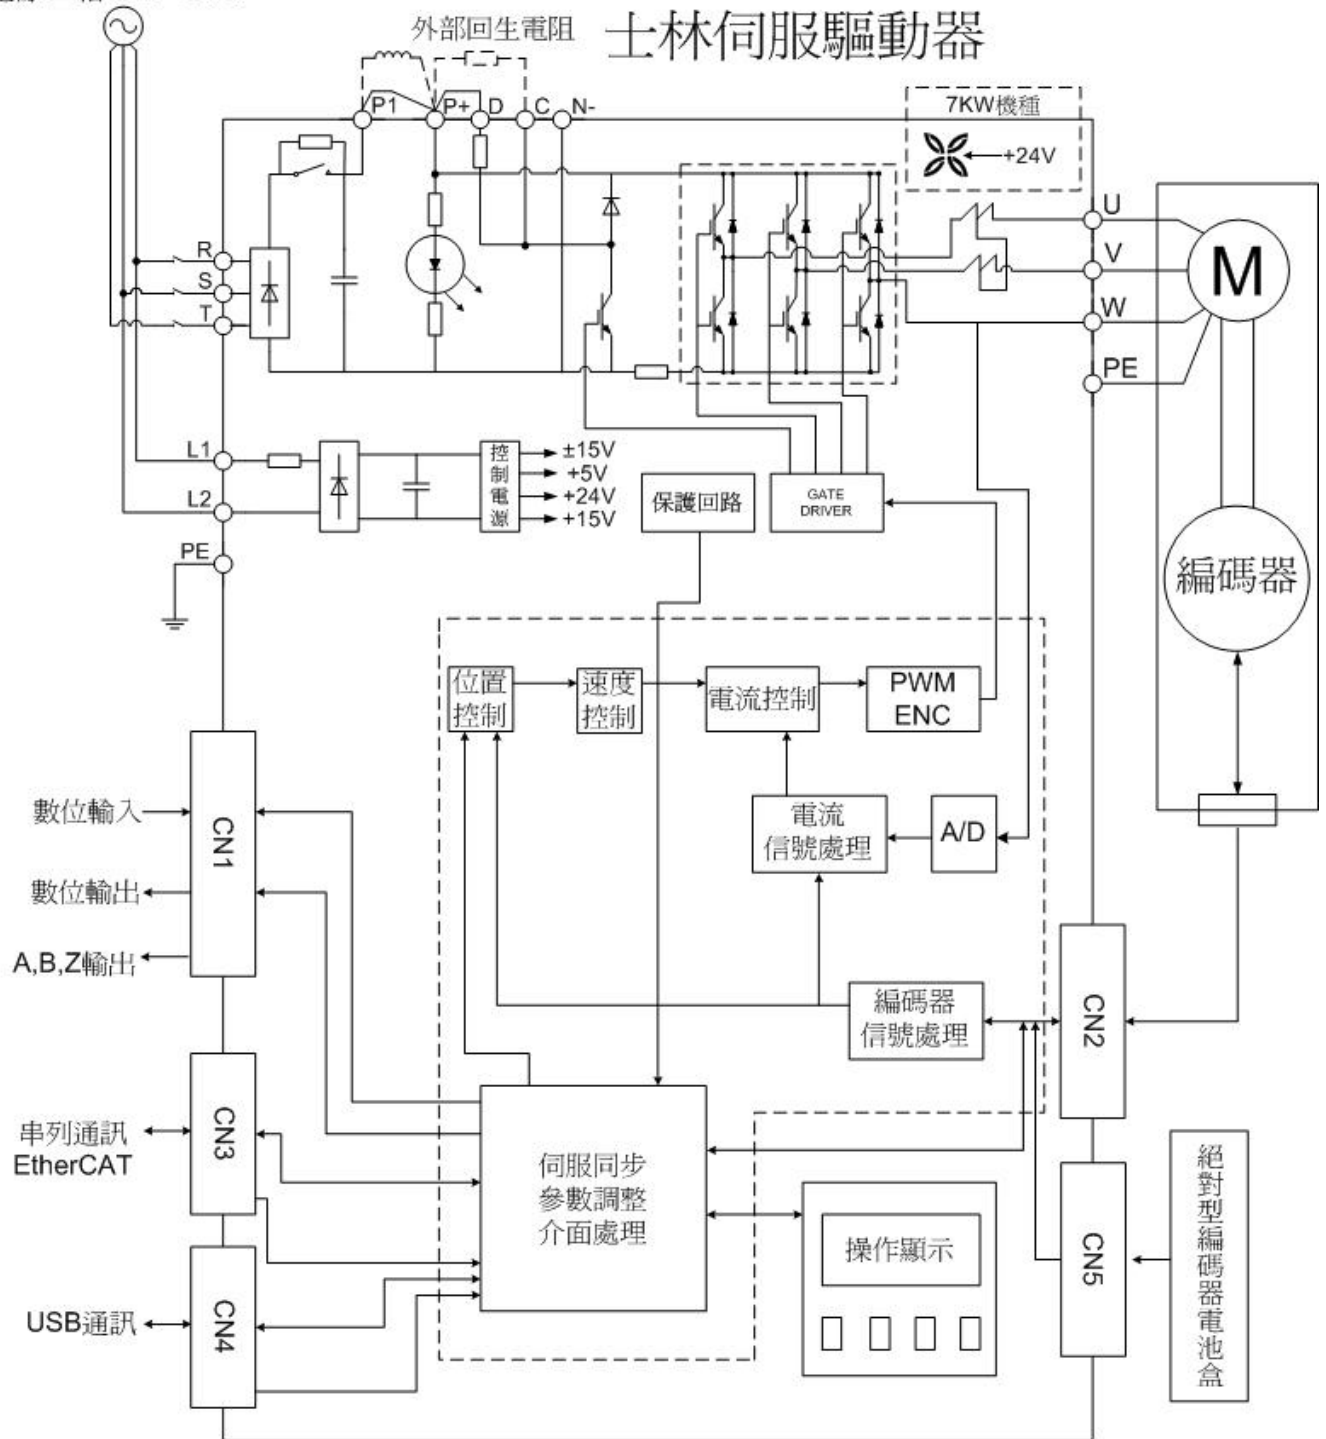 外部回生電阻
士林伺服驅動器
P1
P+
D
C
N-
7KW機種
+24V
R
S
T
U
V
W
PE
M
L1
L2
PE
控制電源
±15V
+5V
+24V
+15V
保護回路
GATE
DRIVER
編碼器
位置
控制
速度
控制
電流控制
PWM
ENC
電流
信號處理
A/D
數位輸入
數位輸出
A,B,Z輸出
CN1
編碼器
信號處理
CN2
串列通訊
EtherCAT
CN3
伺服同步
參數調整
介面處理
操作顯示
USB通訊
CN4
CN5
絕對型編碼器電池盒